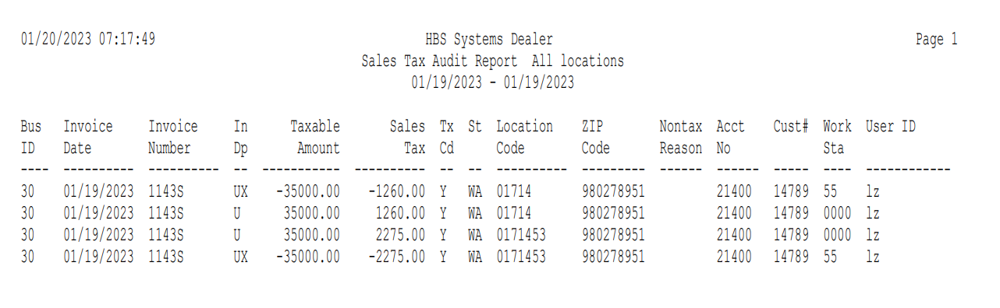 01/20/2023 07:17:49 HBS Systems Dealer Page 1
Sales Tax Audit Report  All locations
01/19/2023 - 01/19/2023
Bus Invoice Invoice In Taxable Sales Tx St Location ZIP Nontax Acct Cust# Work User ID
ID Date Number Dp Amount Tax Cd Code Code Reason No Sta
---- ---------- ---------- -- ----------- ---------- -- -- ---------- --------- ------ ------ ----- ---- ------------
30 01/19/2023 1143S UX -35000.00 -1260.00 Y WA 01714 980278951 21400 14789 55 lz
30 01/19/2023 1143S U 35000.00 1260.00 Y WA 01714 980278951 21400 14789 0000 lz
30 01/19/2023 1143S U 35000.00 2275.00 Y WA 0171453 980278951 21400 14789 0000 lz
30 01/19/2023 1143S UX -35000.00 -2275.00 Y WA 0171453 980278951 21400 14789 55 lz